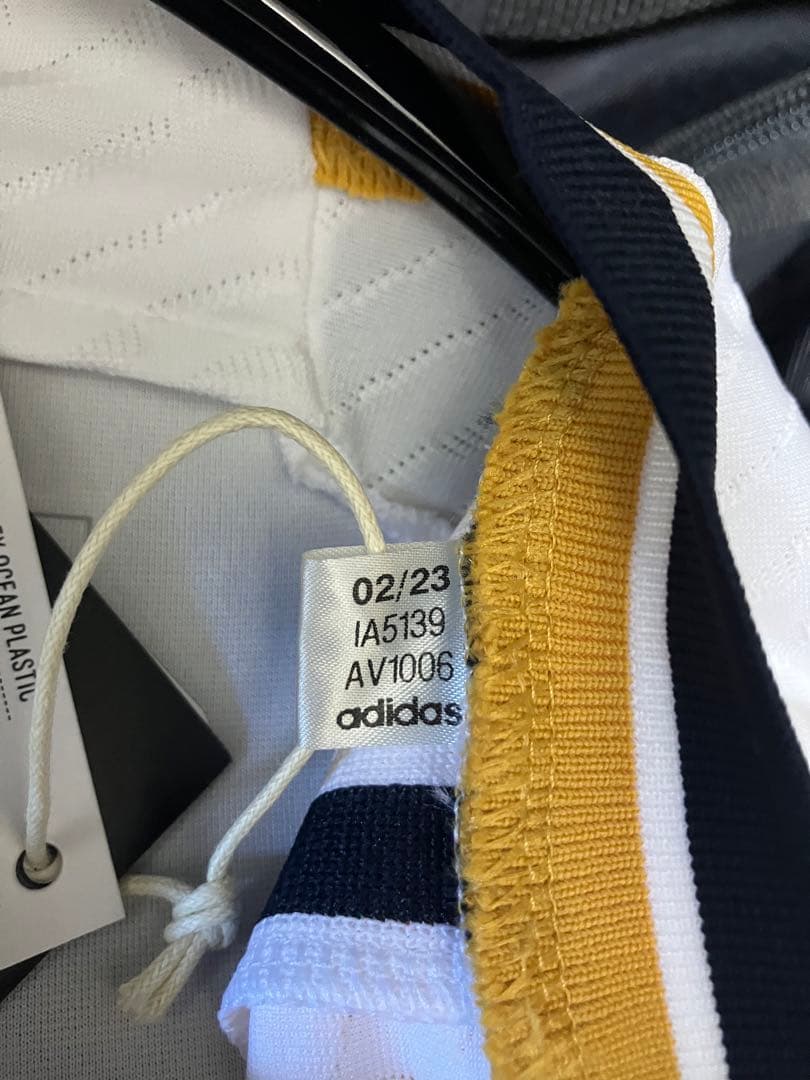 02/23
IA5139
AV1006
adidas
OCEAN PLASTIC